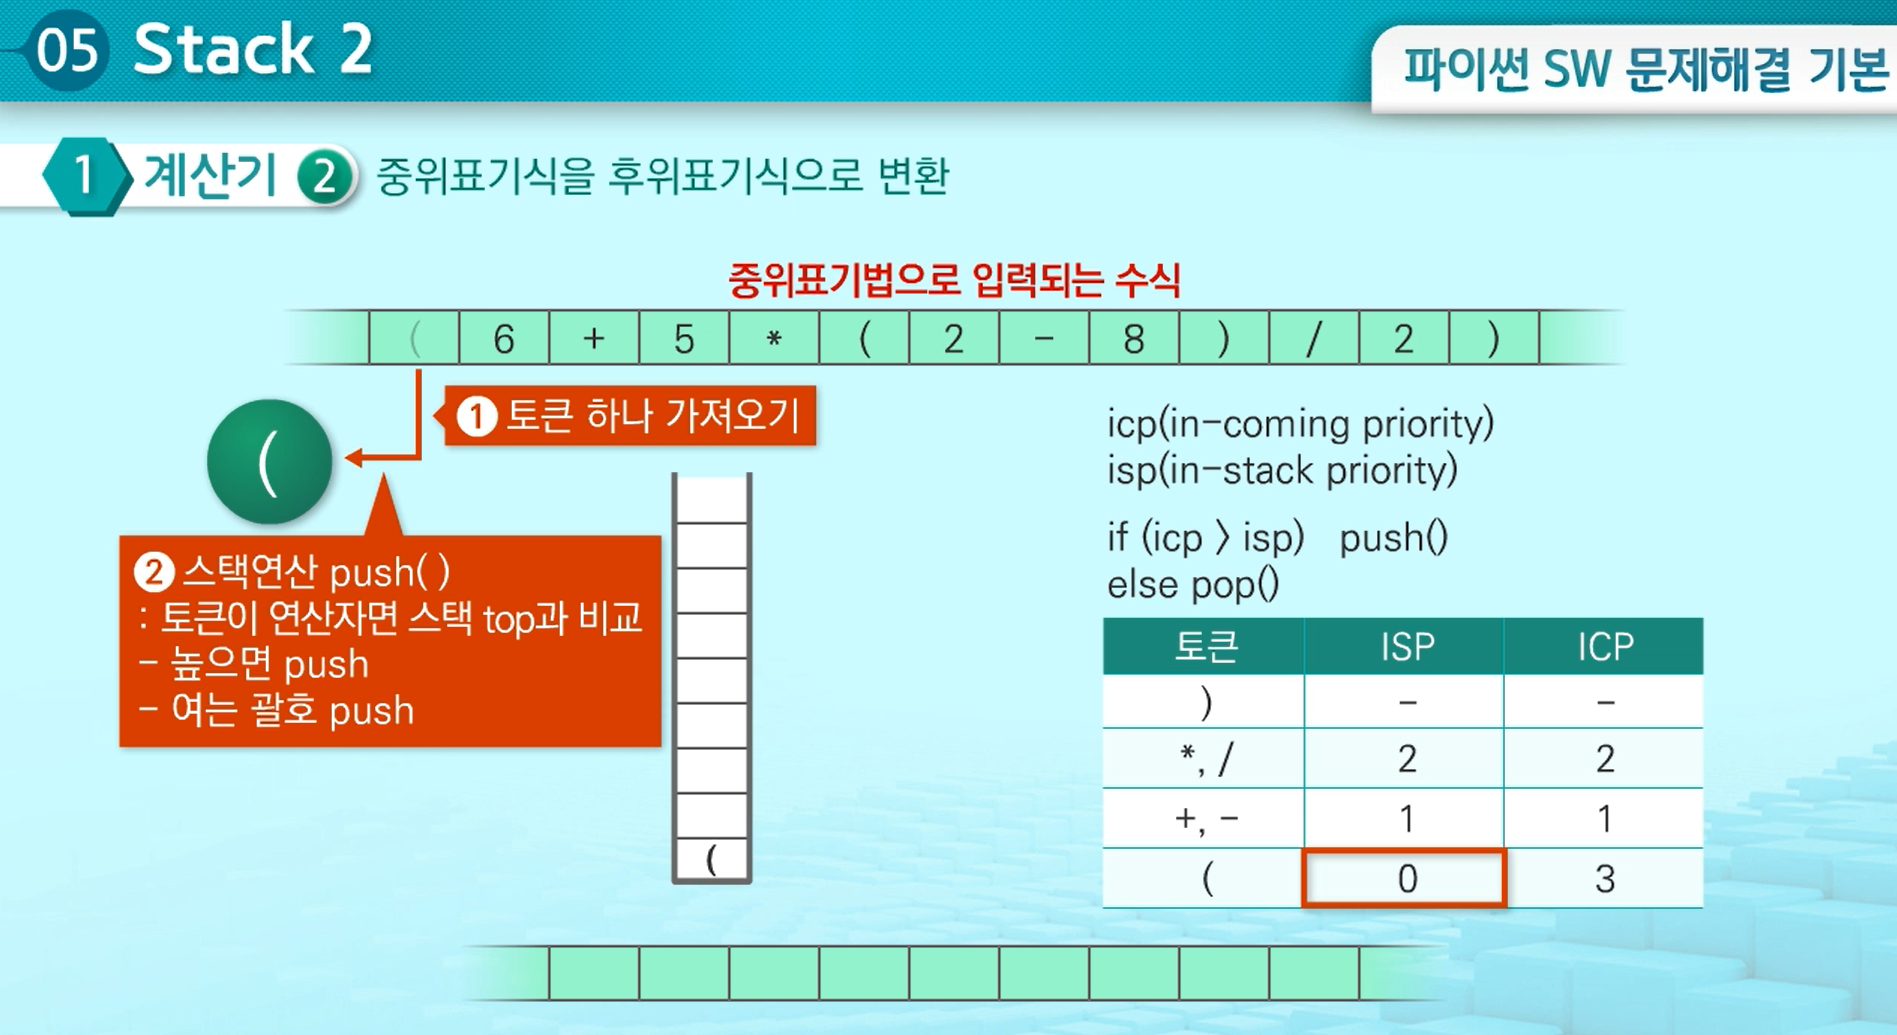 05 Stack 2
파이썬 SW 문제해결 기본
1 계산기 2 중위표기식을 후위표기식으로 변환
중위표기법으로 입력되는 수식
( 6 + 5 * ( 2 - 8 ) / 2 )
1 토큰 하나 가져오기
(
2 스택연산 push( )
: 토큰이 연산자면 스택 top과 비교
- 높으면 push
- 여는 괄호 push
(
icp(in-coming priority)
isp(in-stack priority)
if (icp > isp) push()
else pop()
토큰 ISP ICP
) - -
*, / 2 2
+, - 1 1
( 0 3